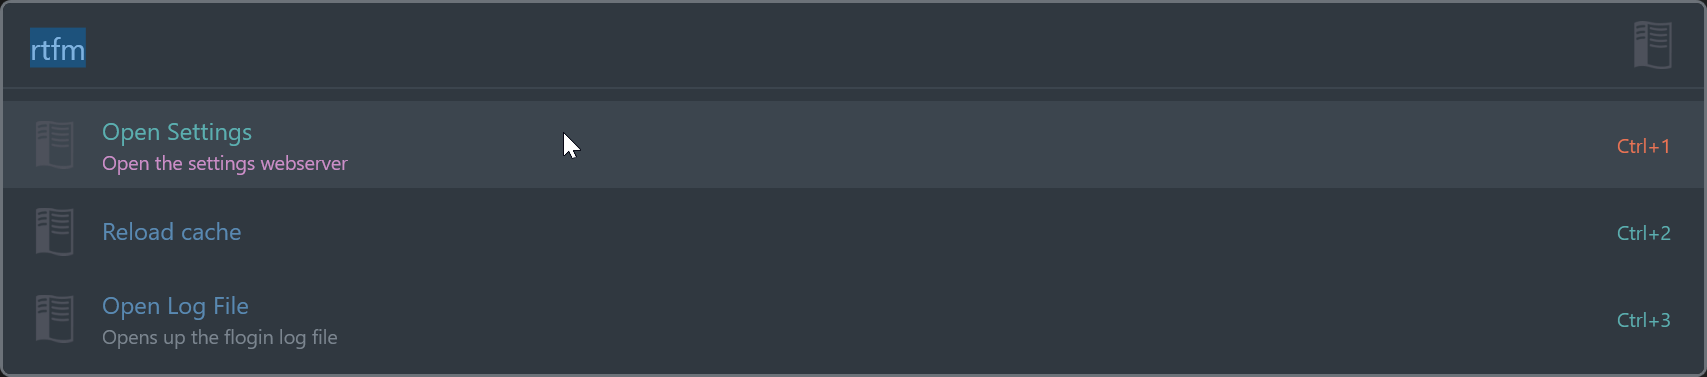 rtfm
Open Settings
Open the settings webserver
Ctrl+1
Reload cache
Ctrl+2
Open Log File
Opens up the flogin log file
Ctrl+3